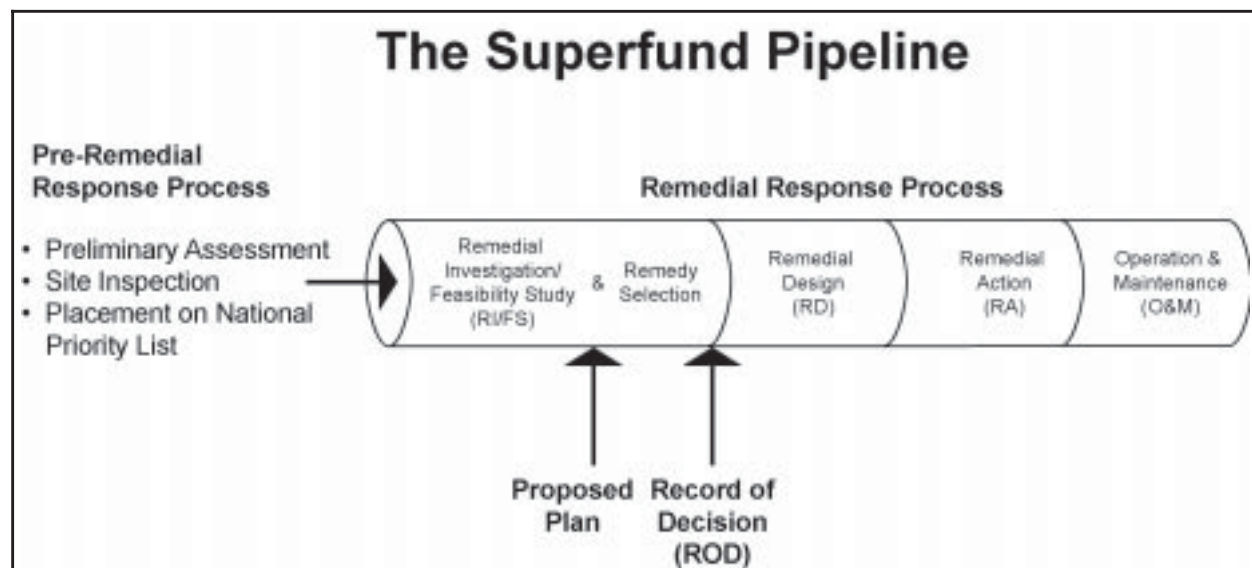 The Superfund Pipeline
Pre-Remedial
Response Process
• Preliminary Assessment
• Site Inspection
• Placement on National
Priority List
Remedial Response Process
Remedial
Investigation/
Feasibility Study
(RI/FS)
&
Remedy
Selection
Remedial
Design
(RD)
Remedial
Action
(RA)
Operation &
Maintenance
(O&M)
Proposed
Plan
Record of
Decision
(ROD)